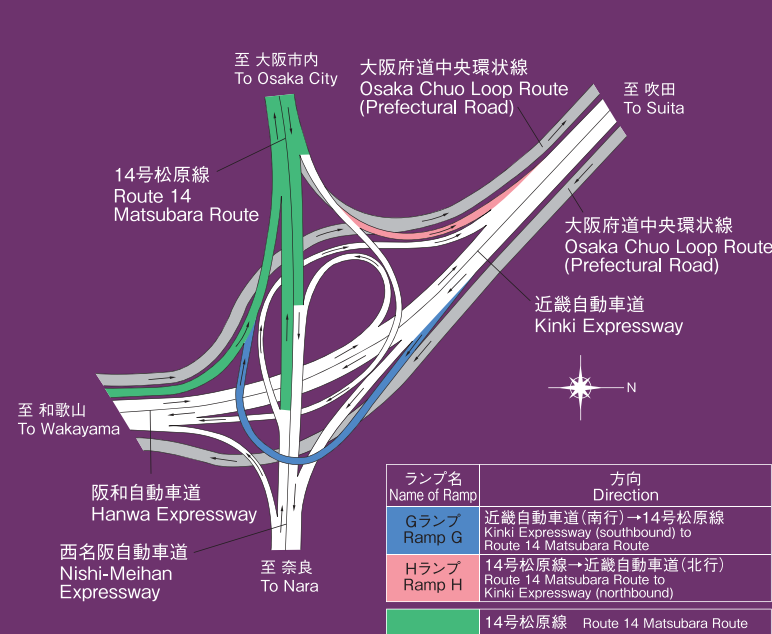 至 大阪市内
To Osaka City
大阪府道中央環状線
Osaka Chuo Loop Route
(Prefectural Road)
至 吹田
To Suita
14号松原線
Route 14
Matsubara Route
大阪府道中央環状線
Osaka Chuo Loop Route
(Prefectural Road)
近畿自動車道
Kinki Expressway
N
至 和歌山
To Wakayama
阪和自動車道
Hanwa Expressway
西名阪自動車道
Nishi-Meihan
Expressway
至 奈良
To Nara
ランプ名
Name of Ramp
方向
Direction
Gランプ
Ramp G
近畿自動車道(南行)→14号松原線
Kinki Expressway (southbound) to
Route 14 Matsubara Route
Hランプ
Ramp H
14号松原線→近畿自動車道(北行)
Route 14 Matsubara Route to
Kinki Expressway (northbound)
14号松原線 Route 14 Matsubara Route